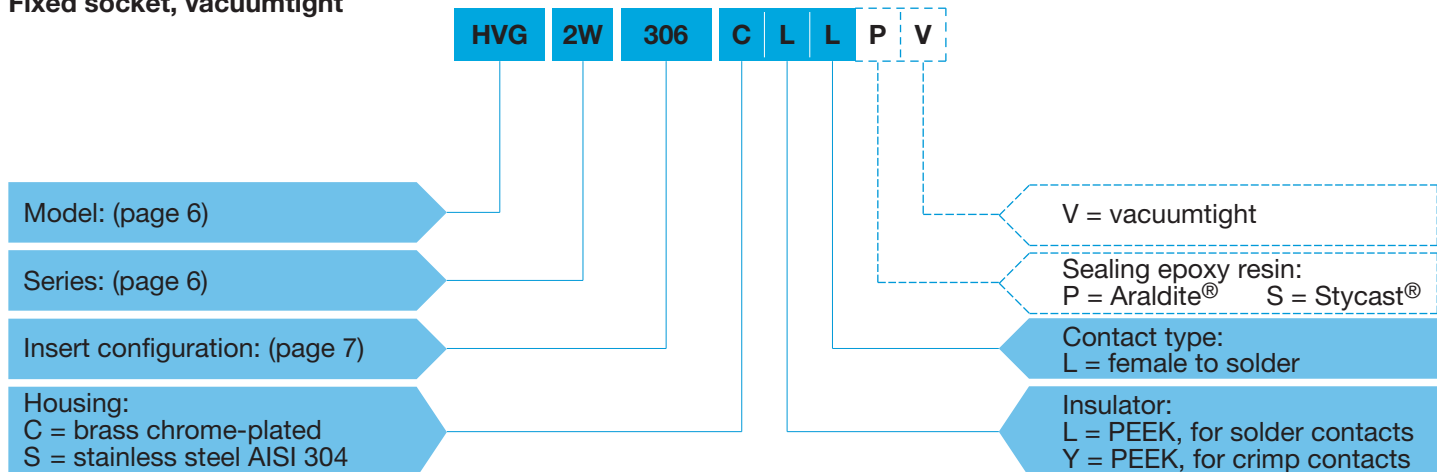 Fixed socket, vacuumtight
HVG 2W 306 C L L P V
Model: (page 6)
Series: (page 6)
Insert configuration: (page 7)
Housing:
C = brass chrome-plated
S = stainless steel AISI 304
V = vacuumtight
Sealing epoxy resin:
P = Araldite® S = Stycast®
Contact type:
L = female to solder
Insulator:
L = PEEK, for solder contacts
Y = PEEK, for crimp contacts